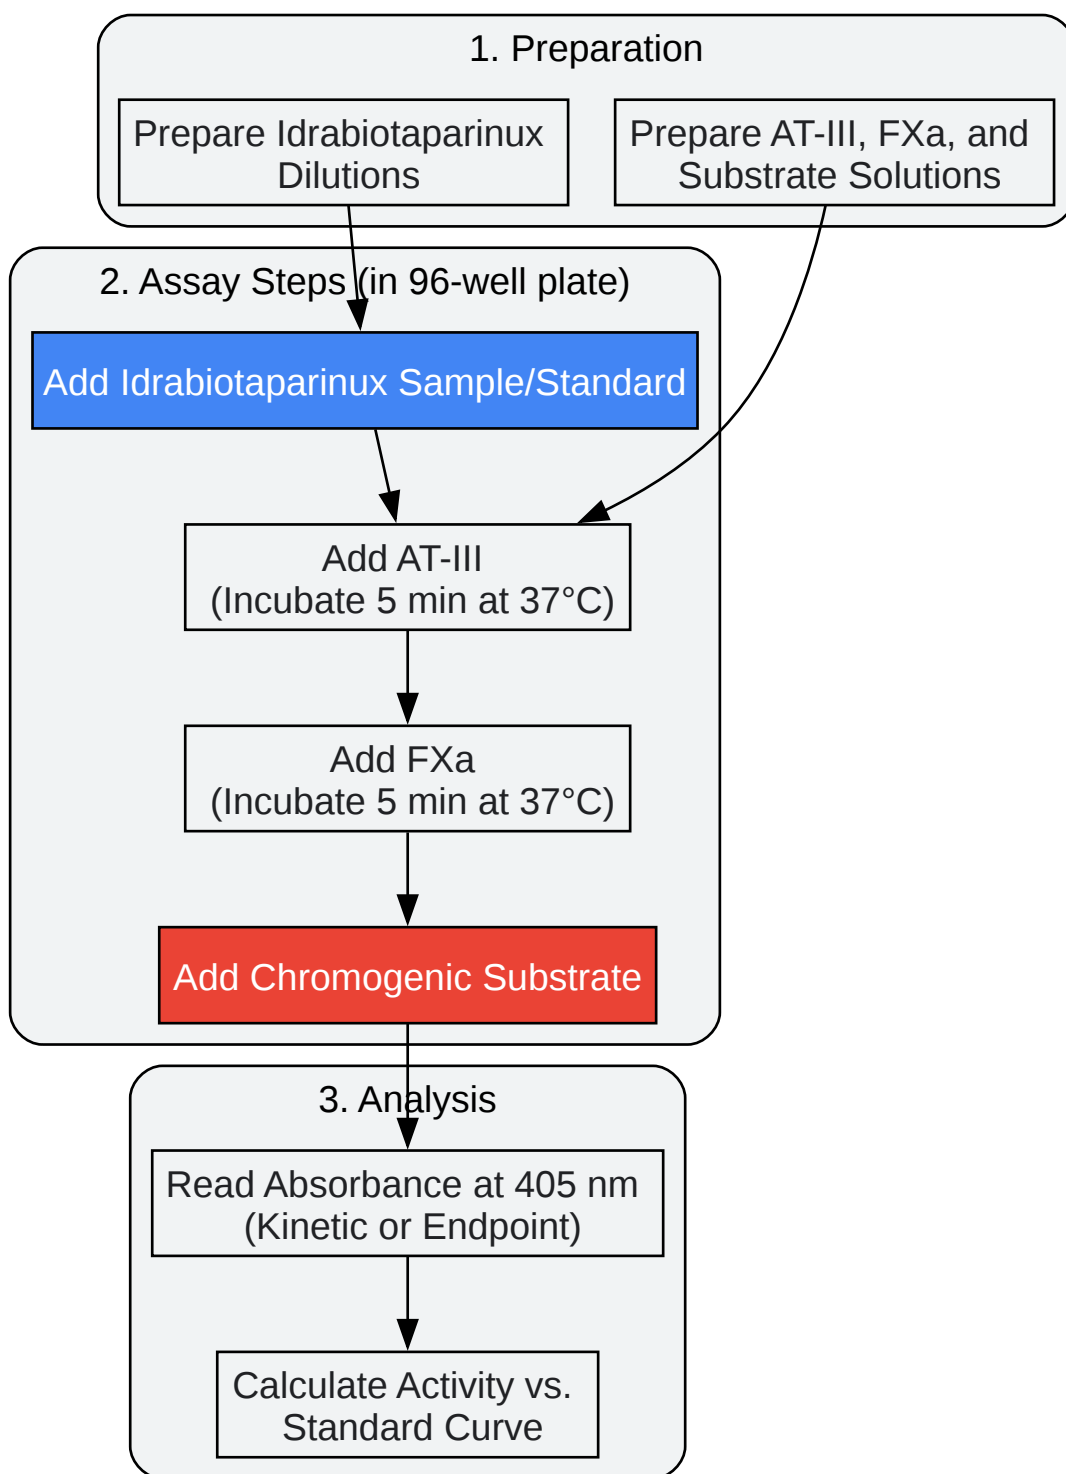 1. Preparation
Prepare Idrabiotaparinux
Dilutions
Prepare AT-III, FXa, and
Substrate Solutions
2. Assay Steps (in 96-well plate)
Add Idrabiotaparinux Sample/Standard
Add AT-III
(Incubate 5 min at 37°C)
Add FXa
(Incubate 5 min at 37°C)
Add Chromogenic Substrate
3. Analysis
Read Absorbance at 405 nm
(Kinetic or Endpoint)
Calculate Activity vs.
Standard Curve